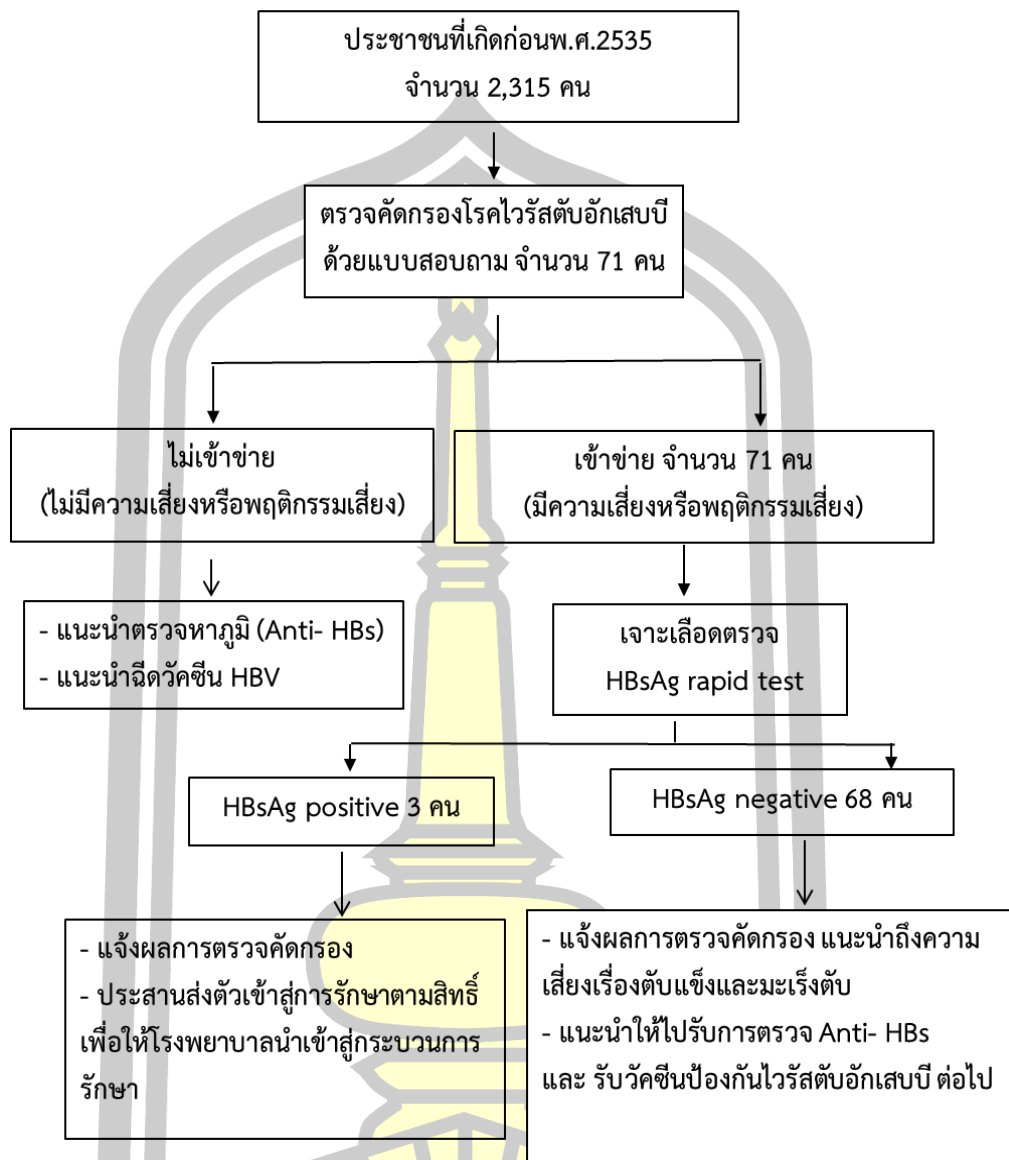 ประชาชนที่เกิดก่อนพ.ศ.2535
จำนวน 2,315 คน
ตรวจคัดกรองโรคไวรัสตับอักเสบบี
ด้วยแบบสอบถาม จำนวน 71 คน
ไม่เข้าข่าย
(ไม่มีความเสี่ยงหรือพฤติกรรมเสี่ยง)
เข้าข่าย จำนวน 71 คน
(มีความเสี่ยงหรือพฤติกรรมเสี่ยง)
- แนะนำตรวจหาภูมิ (Anti- HBs)
- แนะนำฉีดวัคซีน HBV
เจาะเลือดตรวจ
HBsAg rapid test
HBsAg positive 3 คน
HBsAg negative 68 คน
- แจ้งผลการตรวจคัดกรอง
- ประสานส่งตัวเข้าสู่การรักษาตามสิทธิ์
เพื่อให้โรงพยาบาลนำเข้าสู่กระบวนการ
รักษา
- แจ้งผลการตรวจคัดกรอง แนะนำถึงความ
เสี่ยงเรื่องตับแข็งและมะเร็งตับ
- แนะนำให้ไปรับการตรวจ Anti- HBs
และ รับวัคซีนป้องกันไวรัสตับอักเสบบี ต่อไป